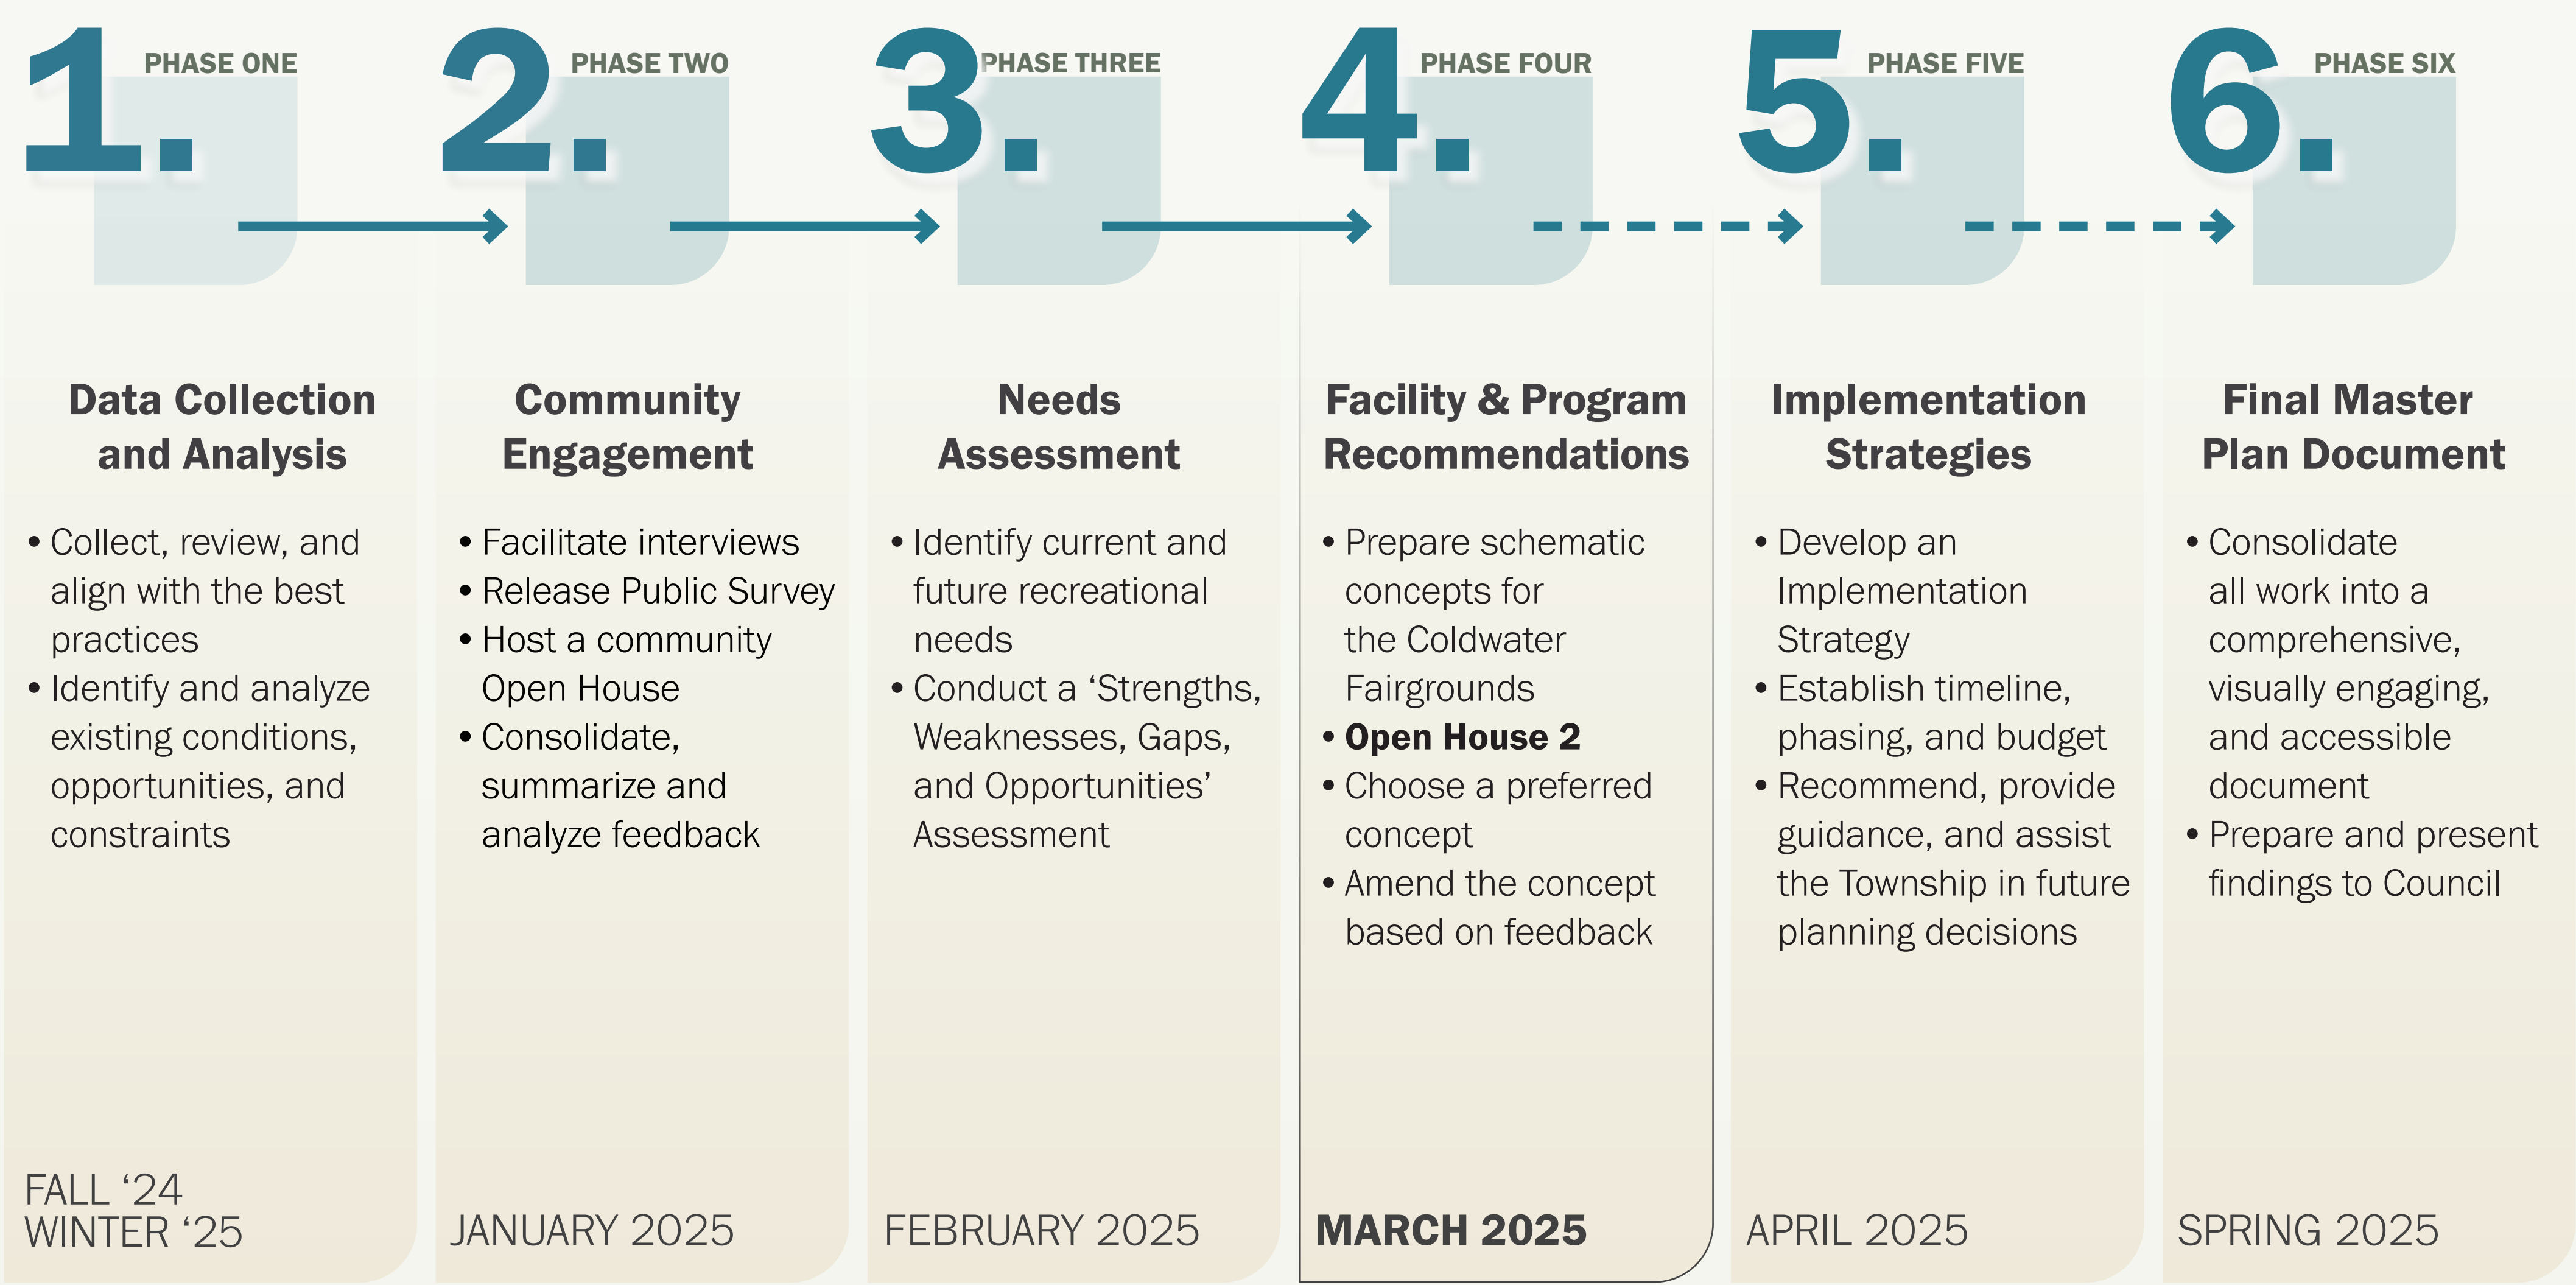 1.
PHASE ONE
Data Collection
and Analysis
• Collect, review, and
align with the best
practices
• Identify and analyze
existing conditions,
opportunities, and
constraints
FALL ‘24
WINTER ‘25
2.
PHASE TWO
Community
Engagement
• Facilitate interviews
• Release Public Survey
• Host a community
Open House
• Consolidate,
summarize and
analyze feedback
JANUARY 2025
3.
PHASE THREE
Needs
Assessment
• Identify current and
future recreational
needs
• Conduct a ‘Strengths,
Weaknesses, Gaps,
and Opportunities’
Assessment
FEBRUARY 2025
4.
PHASE FOUR
Facility & Program
Recommendations
• Prepare schematic
concepts for
the Coldwater
Fairgrounds
• Open House 2
• Choose a preferred
concept
• Amend the concept
based on feedback
MARCH 2025
5.
PHASE FIVE
Implementation
Strategies
• Develop an
Implementation
Strategy
• Establish timeline,
phasing, and budget
• Recommend, provide
guidance, and assist
the Township in future
planning decisions
APRIL 2025
6.
PHASE SIX
Final Master
Plan Document
• Consolidate
all work into a
comprehensive,
visually engaging,
and accessible
document
• Prepare and present
findings to Council
SPRING 2025